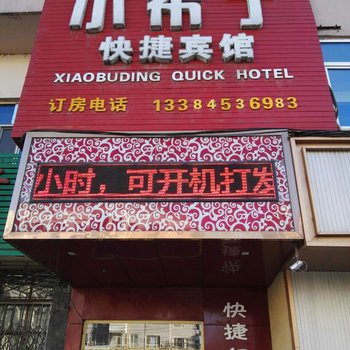 小布丁
快捷宾馆
XIAOBUDING QUICK HOTEL
订房电话 13384536983
小时，可开机打发
快捷